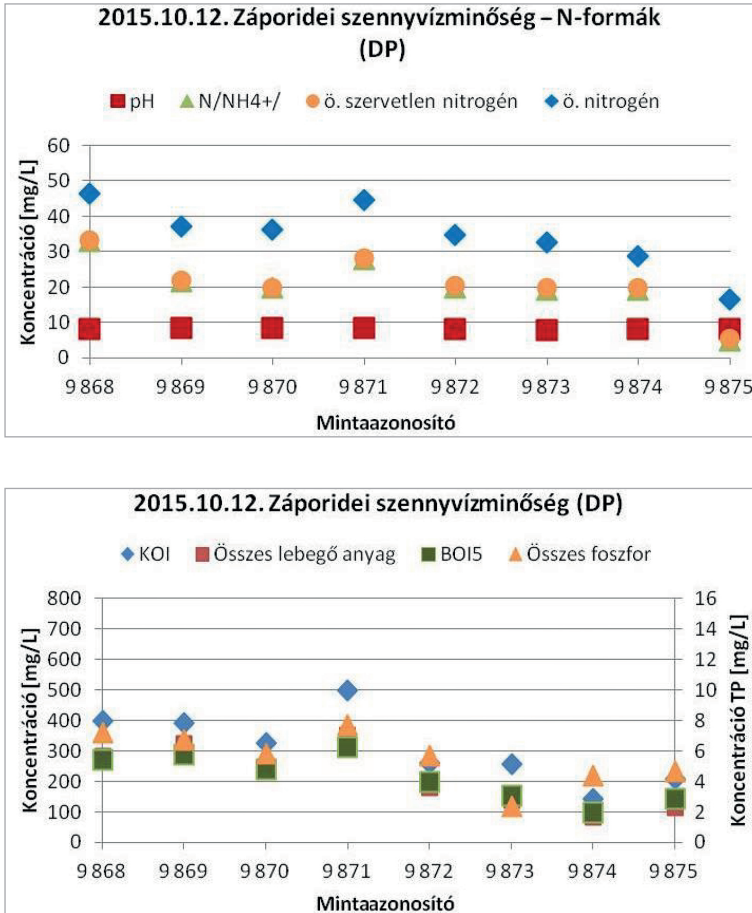 2015.10.12. Záporidei szennyvízminőség – N-formák
(DP)
pH N/NH4+/ ö. szervetlen nitrogén ö. nitrogén
Koncentráció [mg/L]
60
50
40
30
20
10
0
9 868 9 869 9 870 9 871 9 872 9 873 9 874 9 875
Mintaazonosító
2015.10.12. Záporidei szennyvízminőség (DP)
KOI Összes lebegő anyag BOI5 Összes foszfor
Koncentráció [mg/L]
800
700
600
500
400
300
200
100
0
16
14
12
10
8
6
4
2
0
Koncentráció TP [mg/L]
9 868 9 869 9 870 9 871 9 872 9 873 9 874 9 875
Mintaazonosító